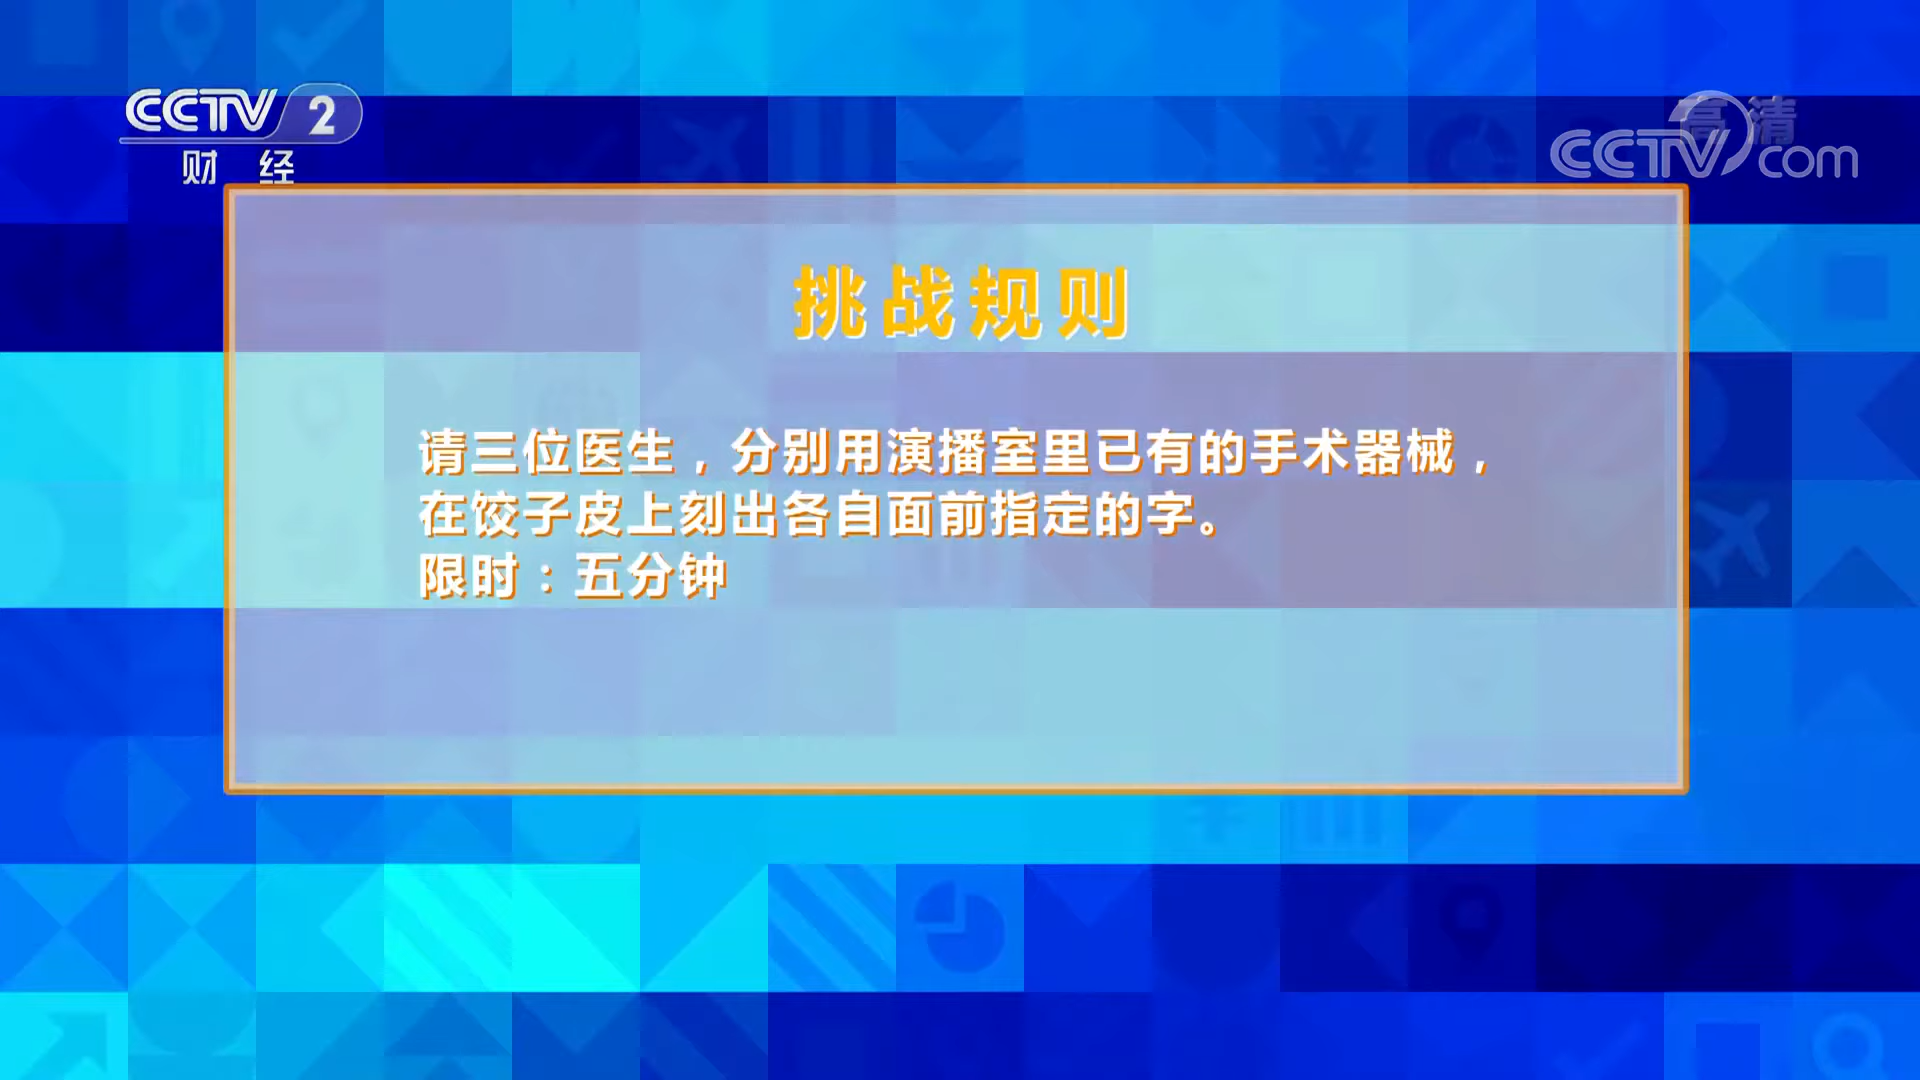 CCTV 2
财 经
高清
CCTV com
挑战规则
请三位医生，分别用演播室里已有的手术器械，
在饺子皮上刻出各自面前指定的字。
限时：五分钟